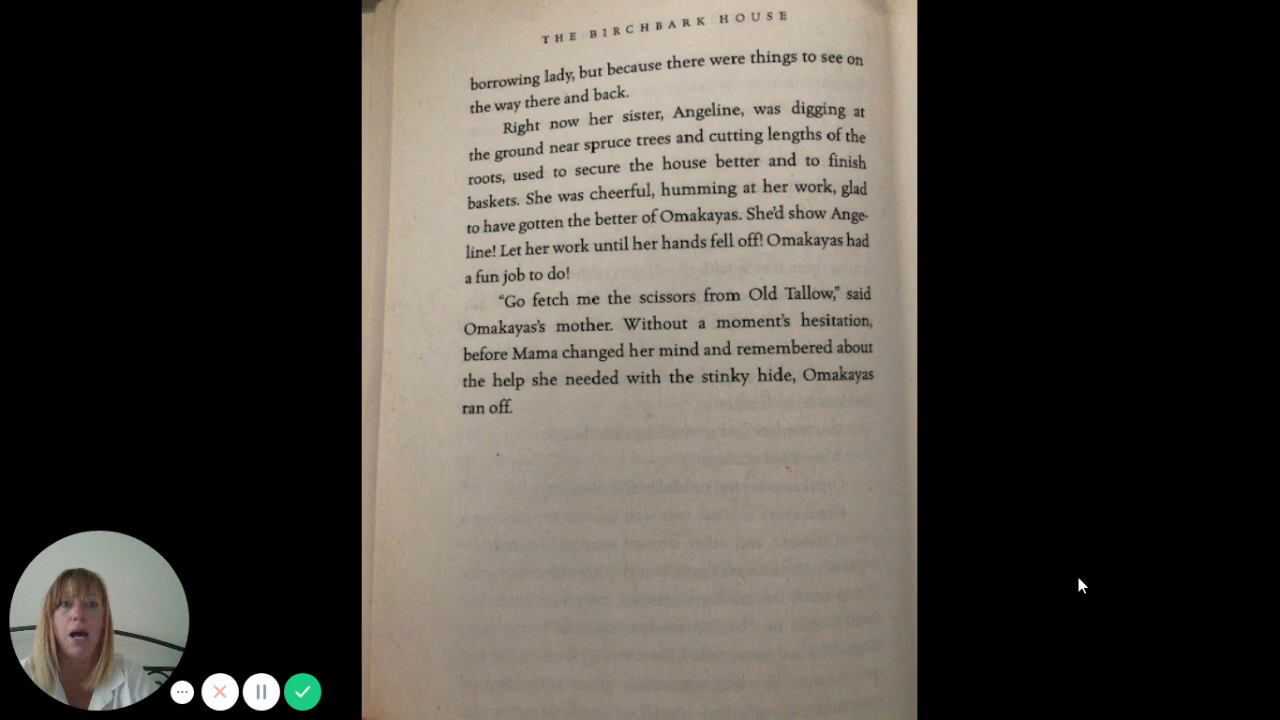 THE BIRCHBARK HOUSE
borrowing lady, but because there were things to see on
the way there and back.
Right now her sister, Angeline, was digging at
the ground near spruce trees and cutting lengths of the
roots, used to secure the house better and to finish
baskets. She was cheerful, humming at her work, glad
to have gotten the better of Omakayas. She'd show Ange-
line! Let her work until her hands fell off! Omakayas had
a fun job to do!
“Go fetch me the scissors from Old Tallow,” said
Omakayas's mother. Without a moment's hesitation,
before Mama changed her mind and remembered about
the help she needed with the stinky hide, Omakayas
ran off.